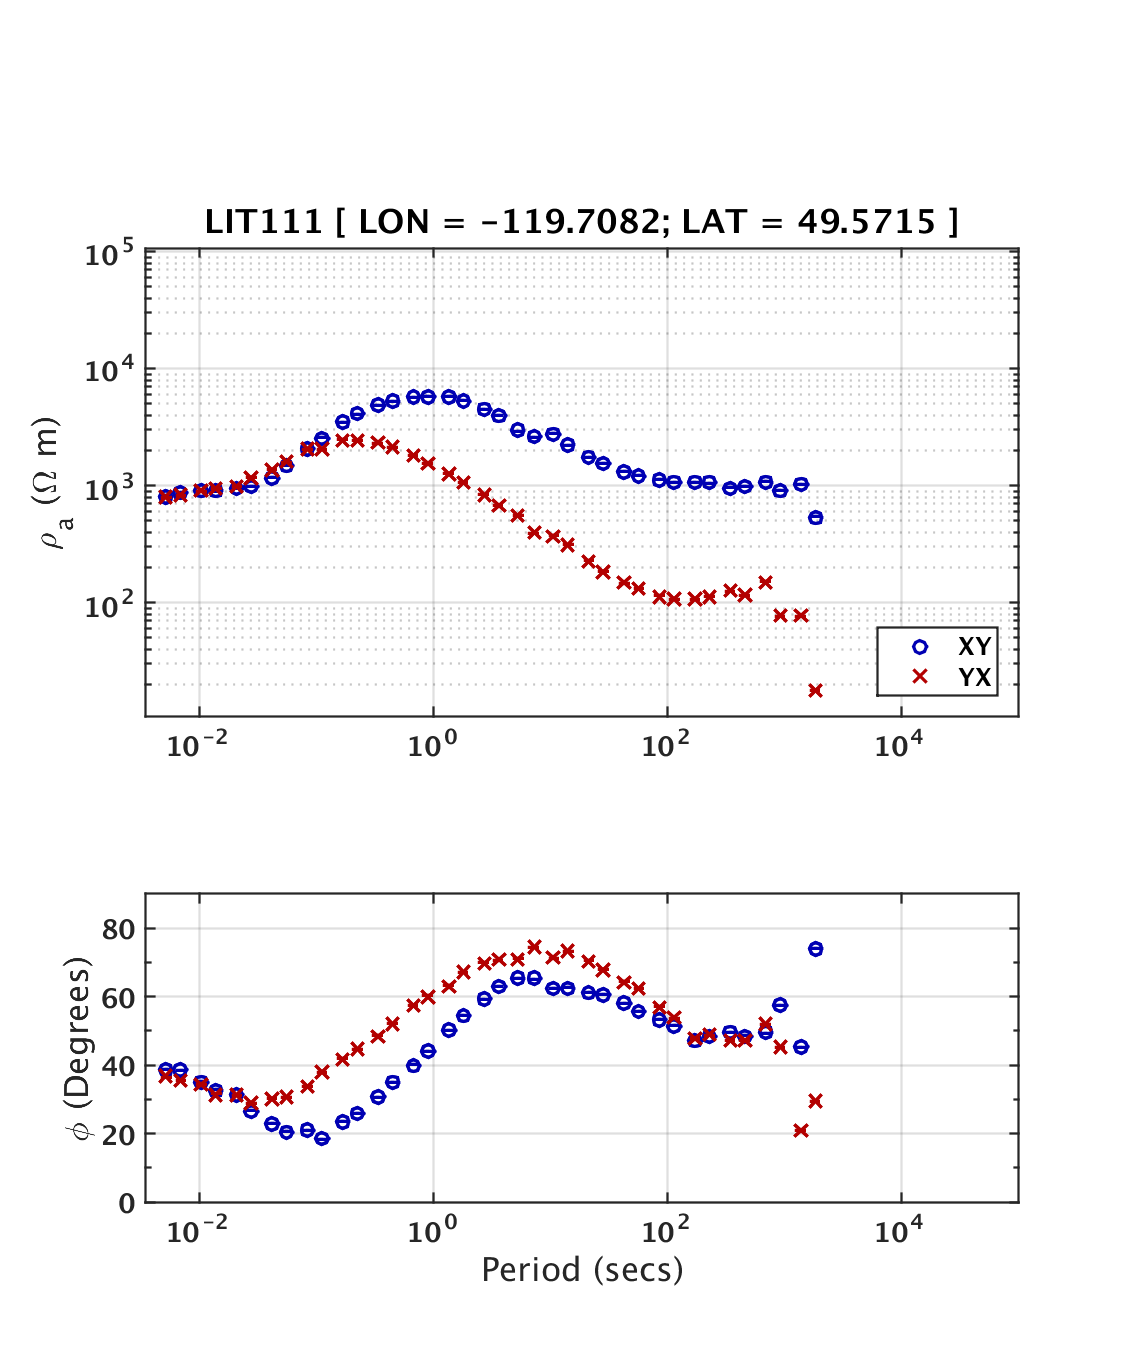 LIT111 [ LON = -119.7082; LAT = 49.5715 ]
10^5
10^4
10^3
10^2
ρ_a (Ω m)
XY
YX
10^-2 10^0 10^2 10^4
80
60
40
20
0
ϕ (Degrees)
10^-2 10^0 10^2 10^4
Period (secs)